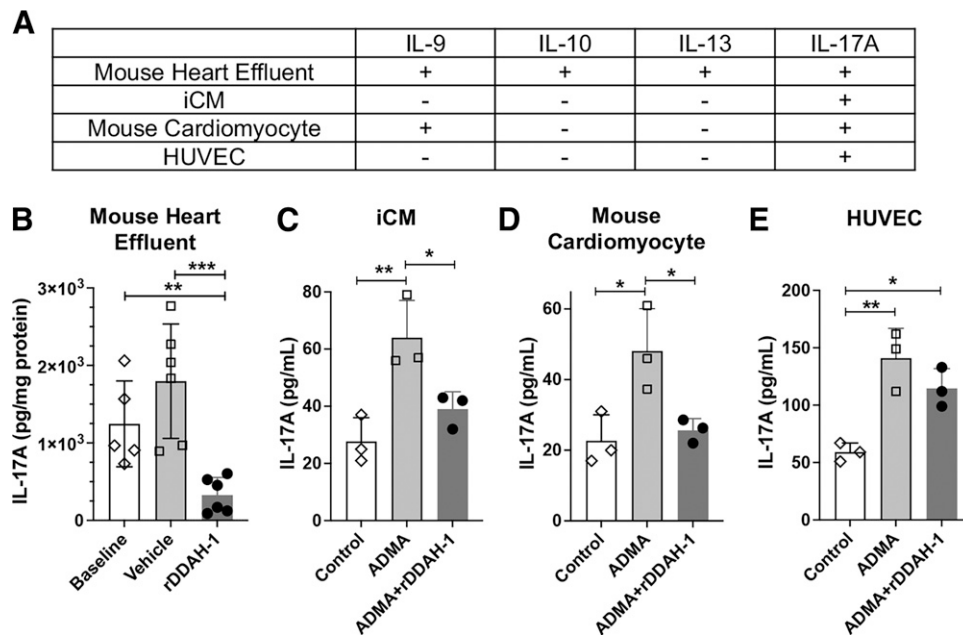 A
IL-9 IL-10 IL-13 IL-17A
Mouse Heart Effluent + + + +
iCM - - - +
Mouse Cardiomyocyte + - - +
HUVEC - - - +
B Mouse Heart
Effluent
***
**
3×10³
2×10³
1×10³
0
IL-17A (pg/mg protein)
Baseline
Vehicle
rDDAH-1
C iCM
**
*
80
60
40
20
0
IL-17A (pg/mL)
Control
ADMA
ADMA+rDDAH-1
D Mouse
Cardiomyocyte
*
*
60
40
20
0
IL-17A (pg/mL)
Control
ADMA
ADMA+rDDAH-1
E HUVEC
*
**
200
150
100
50
0
IL-17A (pg/mL)
Control
ADMA
ADMA+rDDAH-1